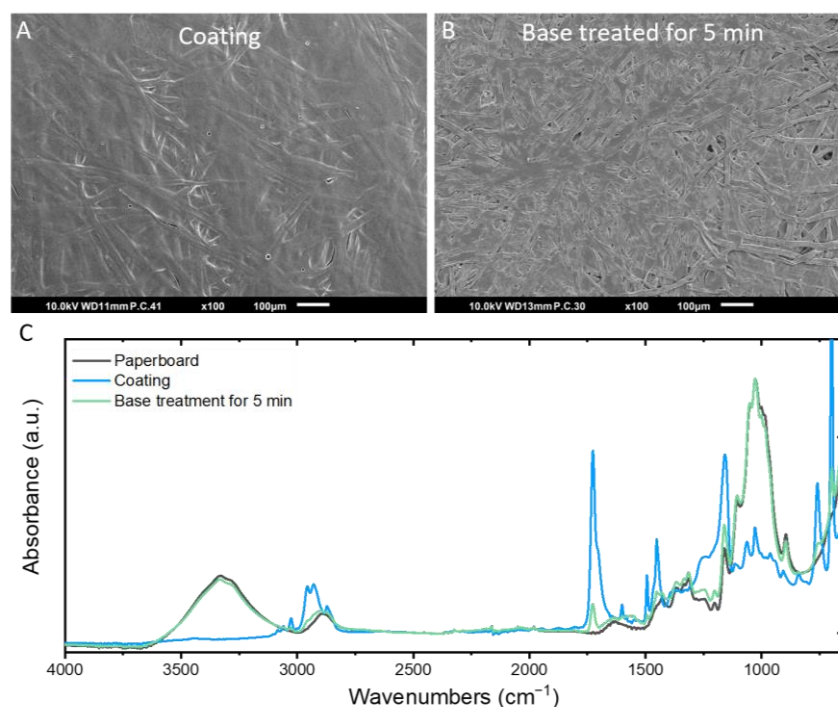 A
Coating
10.0kV WD11mm P.C.41 x100 100µm
B
Base treated for 5 min
10.0kV WD13mm P.C.30 x100 100µm
C
Paperboard
Coating
Base treatment for 5 min
Absorbance (a.u.)
4000 3500 3000 2500 2000 1500 1000
Wavenumbers (cm⁻¹)